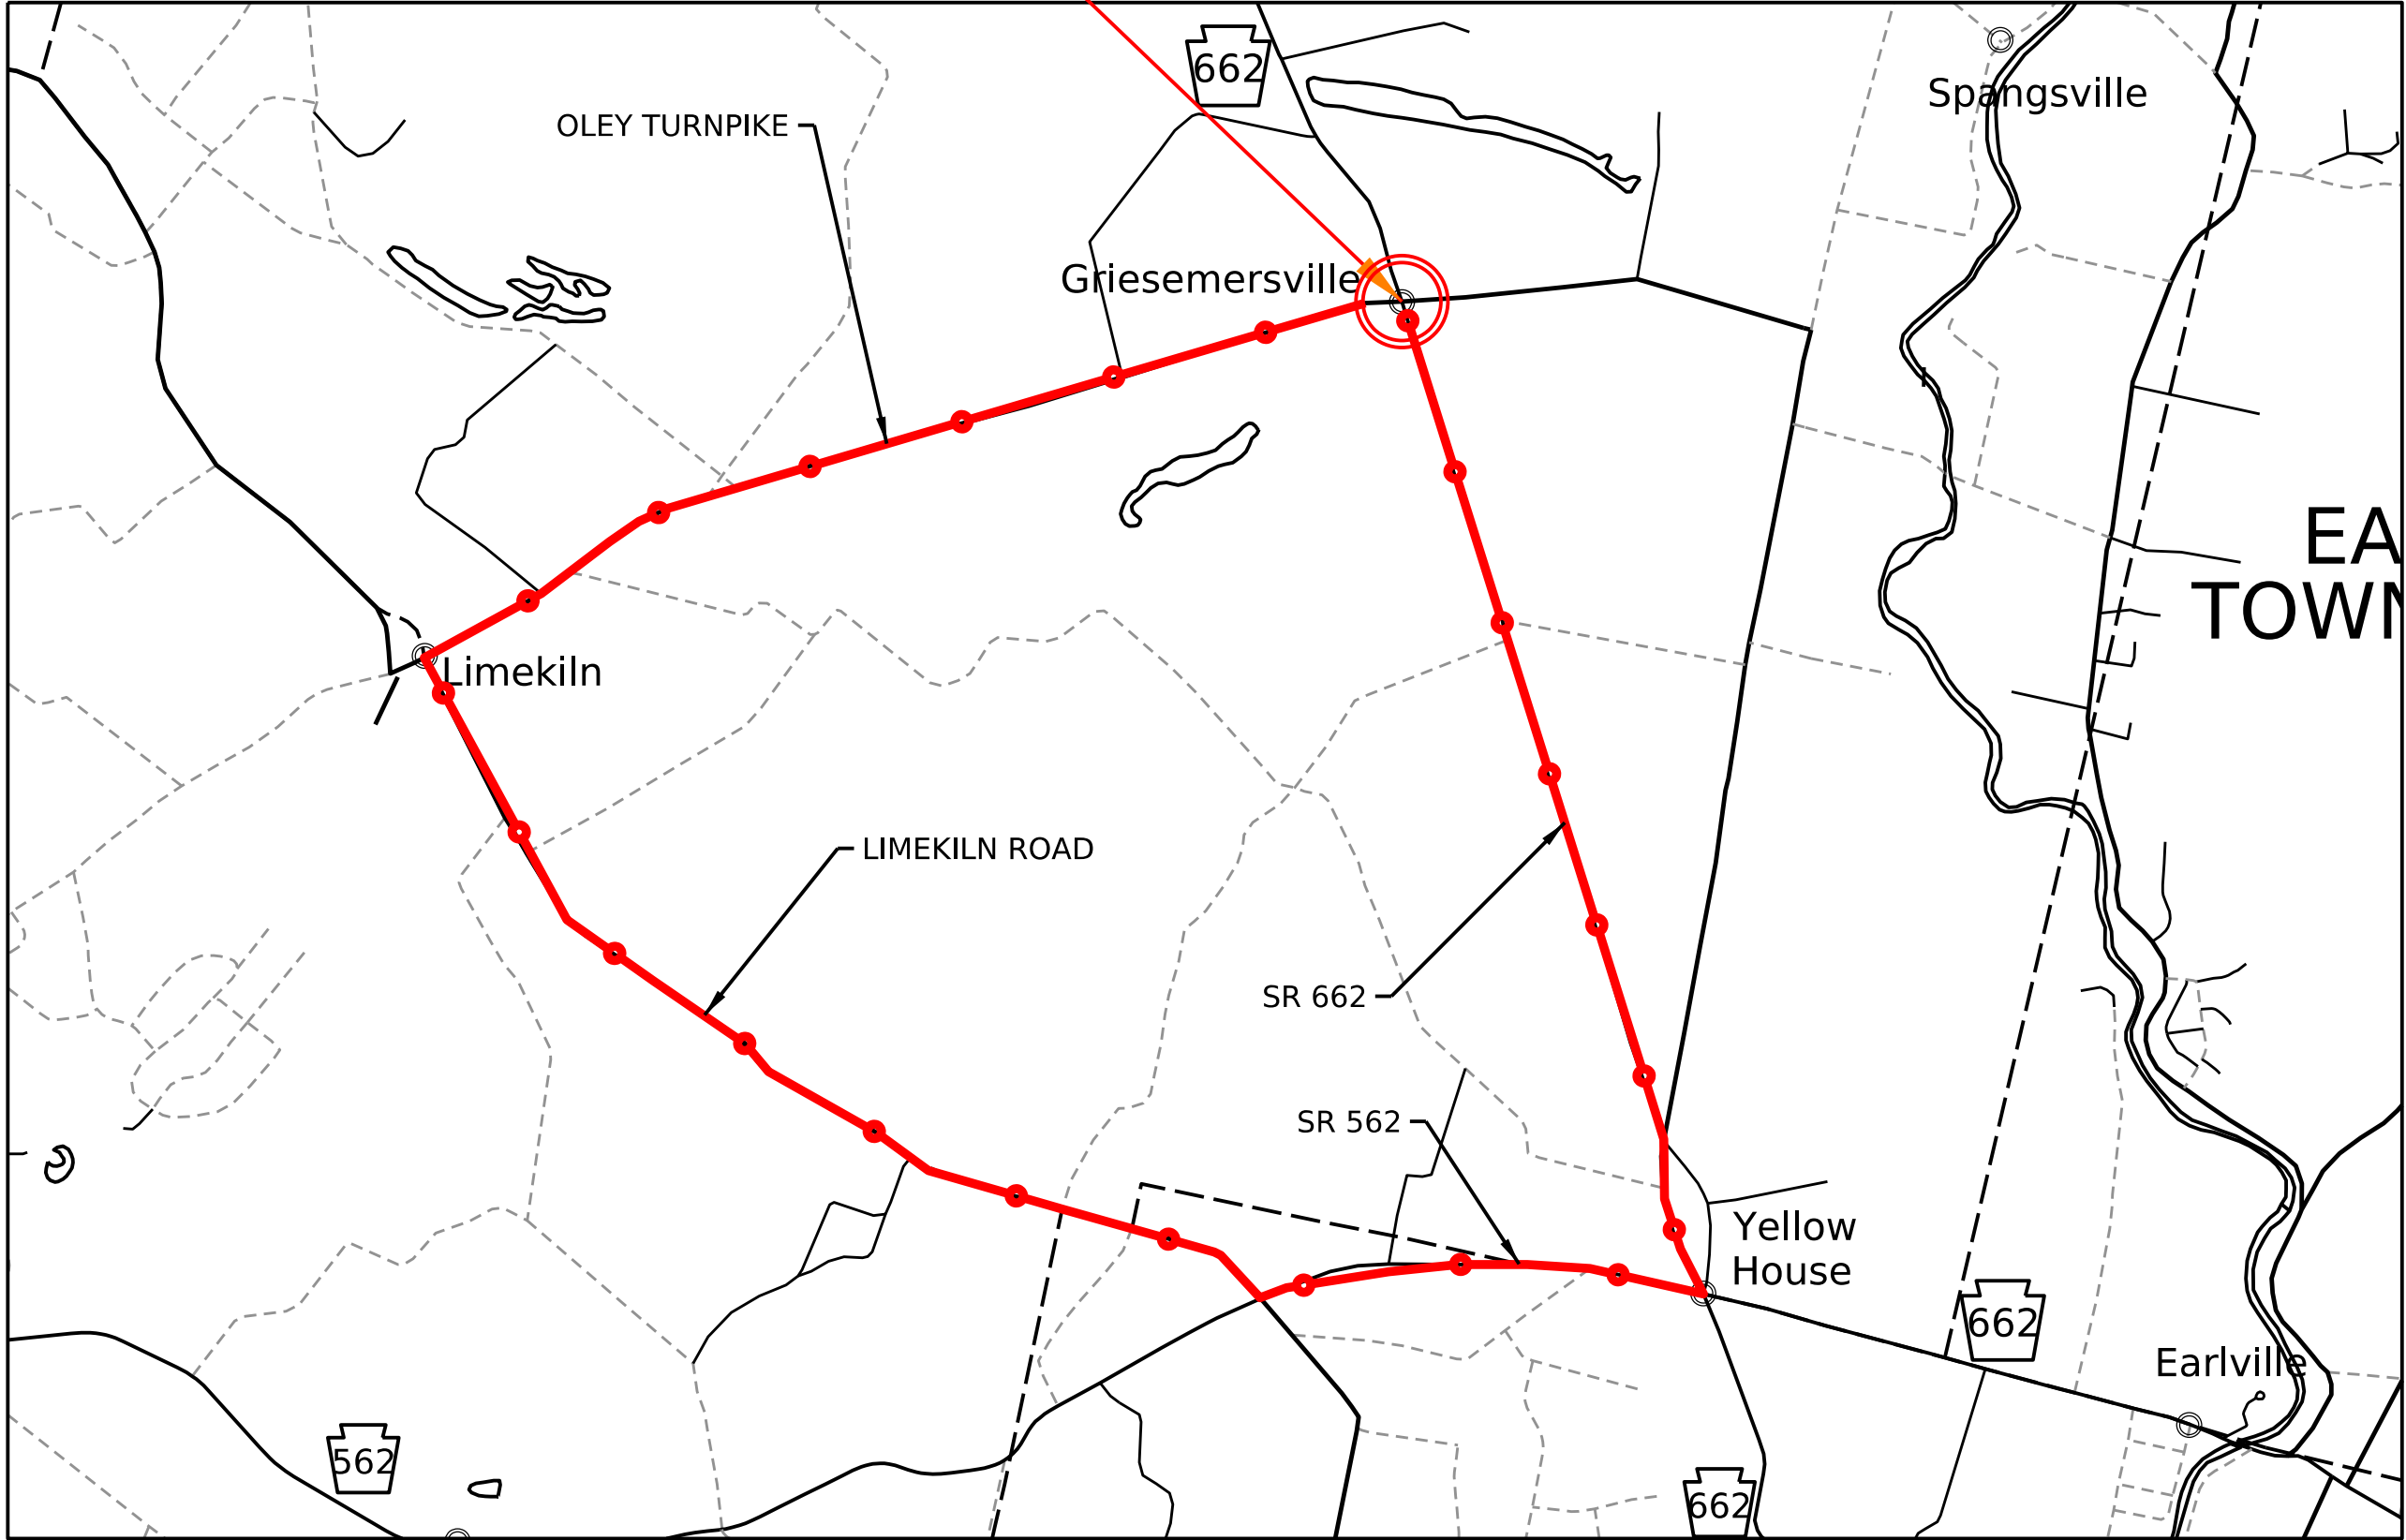 662
Spangsville
OLEY TURNPIKE
Griesemersville
EA
TOWN
Limekiln
LIMEKILN ROAD
SR 662
SR 562
Yellow
House
662
Earlville
562
662